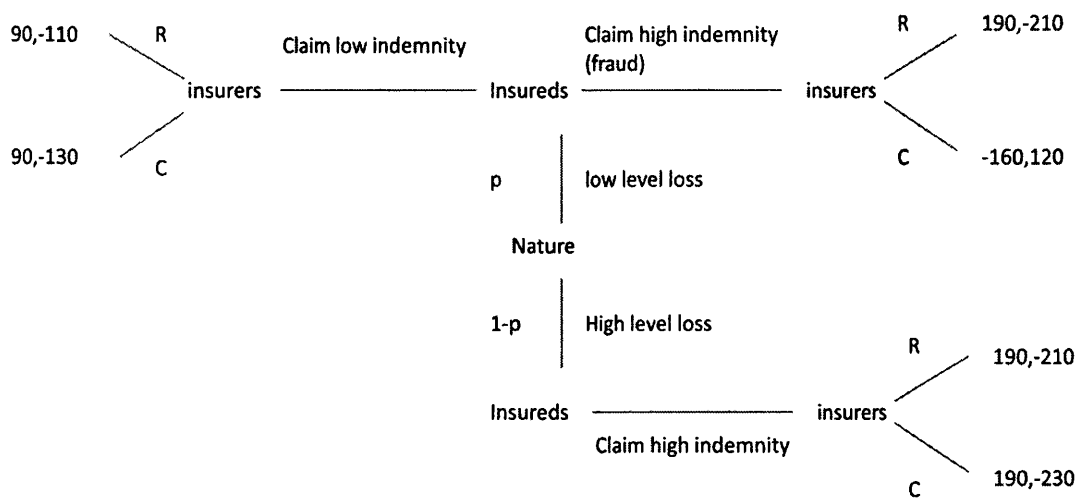 90,-110
R
Claim low indemnity
Claim high indemnity
(fraud)
R
190,-210
insurers
Insureds
insurers
90,-130
C
C
-160,120
p
low level loss
Nature
1-p
High level loss
R
190,-210
Insureds
insurers
Claim high indemnity
C
190,-230